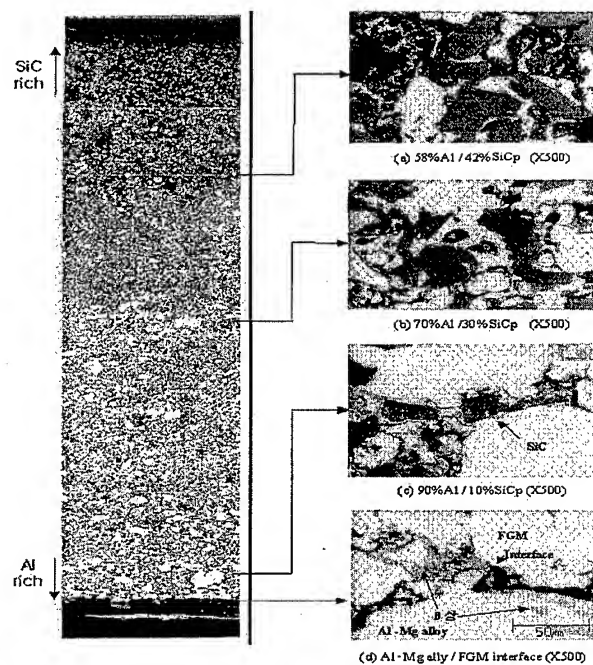 SiC
rich
(a) 58%Al / 42%SiCp (X500)
(b) 70%Al /30%SiCp (X500)
SiC
(c) 90%Al / 10%SiCp (X500)
Al
rich
FGM
Interface
Al - Mg alloy
50
(d) Al - Mg ally / FGM interface (X500)